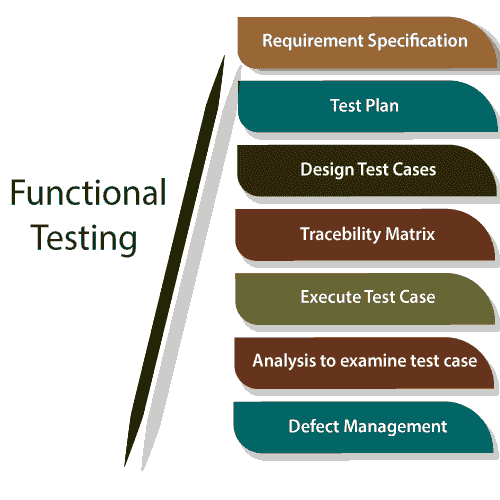 Functional
Testing
Requirement Specification
Test Plan
Design Test Cases
Tracebility Matrix
Execute Test Case
Analysis to examine test case
Defect Management